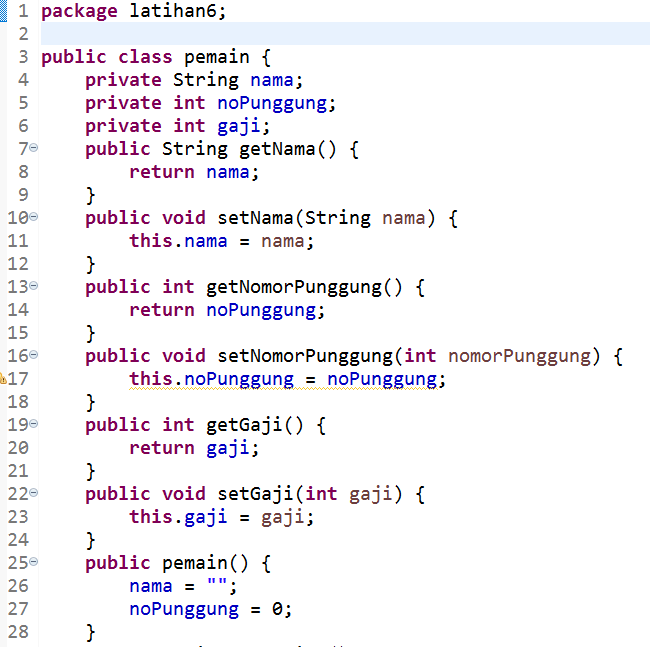 1 package latihan6;
2
3 public class pemain {
4     private String nama;
5     private int noPunggung;
6     private int gaji;
7     public String getNama() {
8         return nama;
9     }
10     public void setNama(String nama) {
11         this.nama = nama;
12     }
13     public int getNomorPunggung() {
14         return noPunggung;
15     }
16     public void setNomorPunggung(int nomorPunggung) {
17         this.noPunggung = noPunggung;
18     }
19     public int getGaji() {
20         return gaji;
21     }
22     public void setGaji(int gaji) {
23         this.gaji = gaji;
24     }
25     public pemain() {
26         nama = "";
27         noPunggung = 0;
28     }